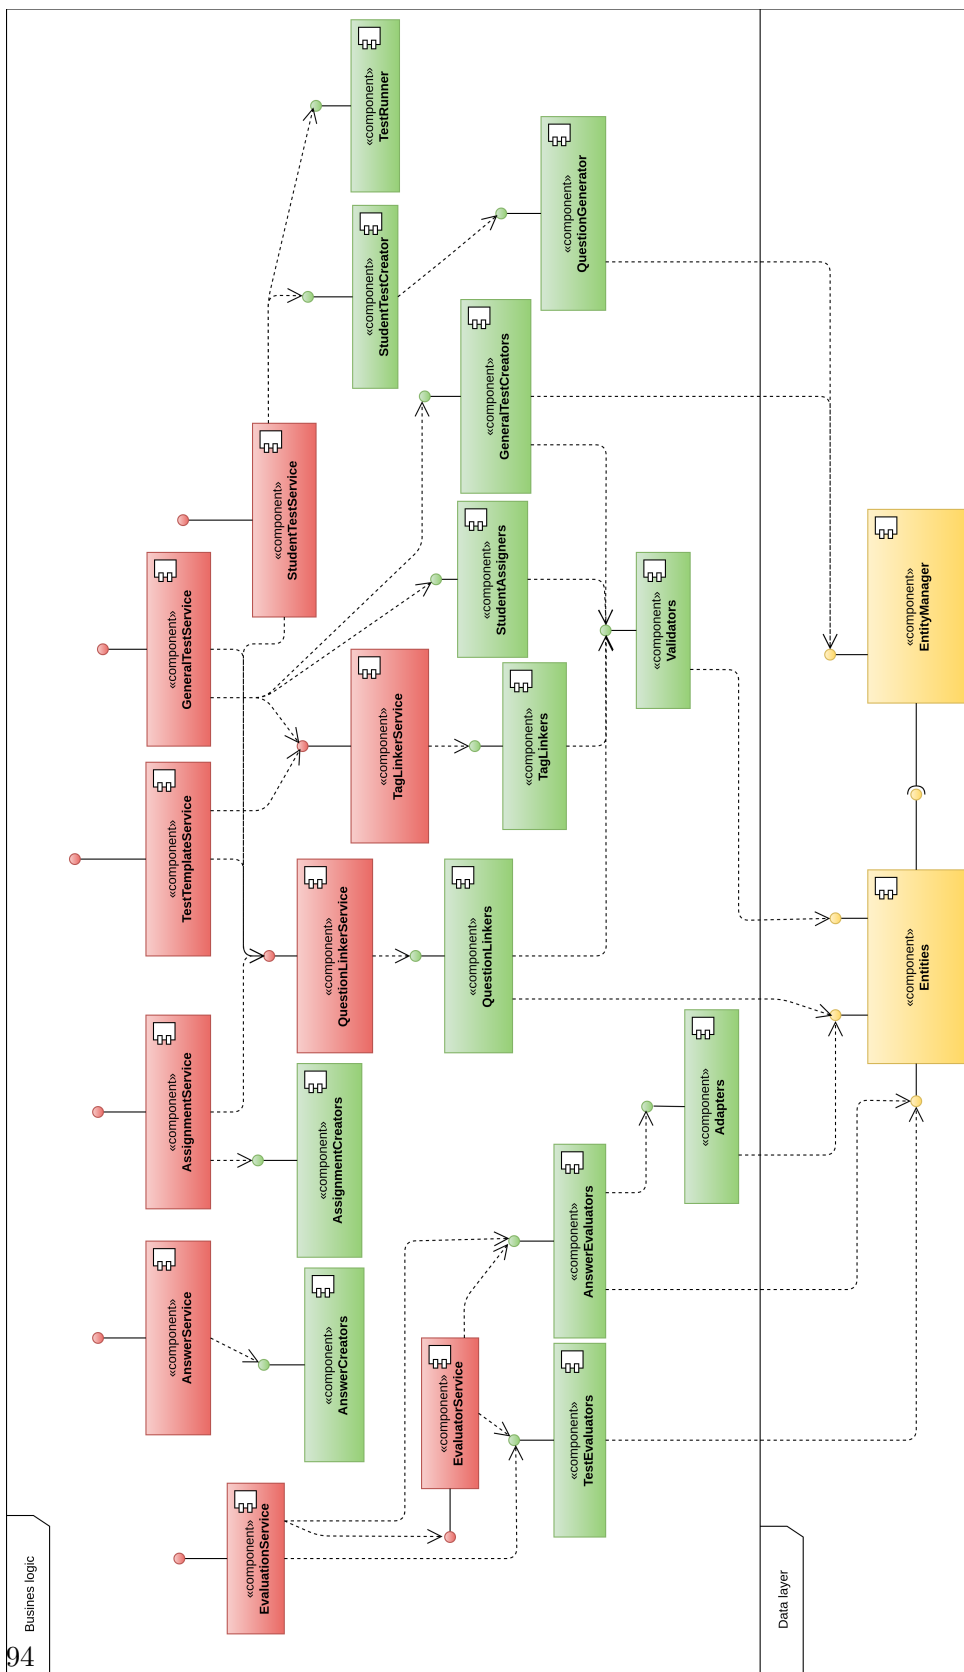 Busines logic
«component»
EvaluationService
«component»
AnswerService
«component»
AssignmentService
«component»
TestTemplateService
«component»
GeneralTestService
«component»
StudentTestService
«component»
EvaluatorService
«component»
AnswerCreators
«component»
AssignmentCreators
«component»
QuestionLinkerService
«component»
TagLinkerService
«component»
StudentTestCreator
«component»
TestRunner
«component»
TestEvaluators
«component»
AnswerEvaluators
«component»
QuestionLinkers
«component»
TagLinkers
«component»
StudentAssigners
«component»
GeneralTestCreators
«component»
QuestionGenerator
«component»
Adapters
«component»
Validators
Data layer
«component»
Entities
«component»
EntityManager
94